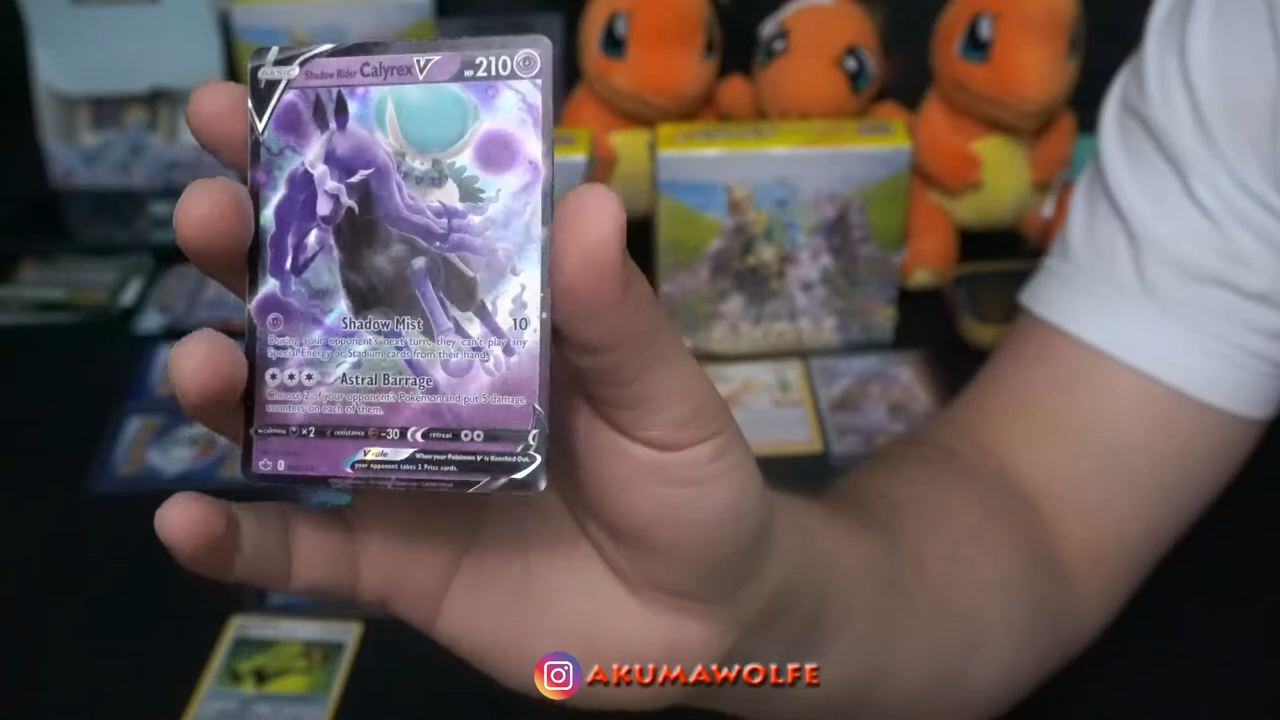 BASIC
Shadow Rider Calyrex V HP 210
Shadow Mist 10
During your opponent's next turn, they can't play any
Special Energy or Stadium cards from their hand.
Astral Barrage
Choose 2 of your opponent's Pokémon and put 5 damage
counters on each of them.
weakness ×2 resistance -30 retreat
V rule When your Pokémon V is Knocked Out,
your opponent takes 2 Prize cards.
AKUMAWOLFE